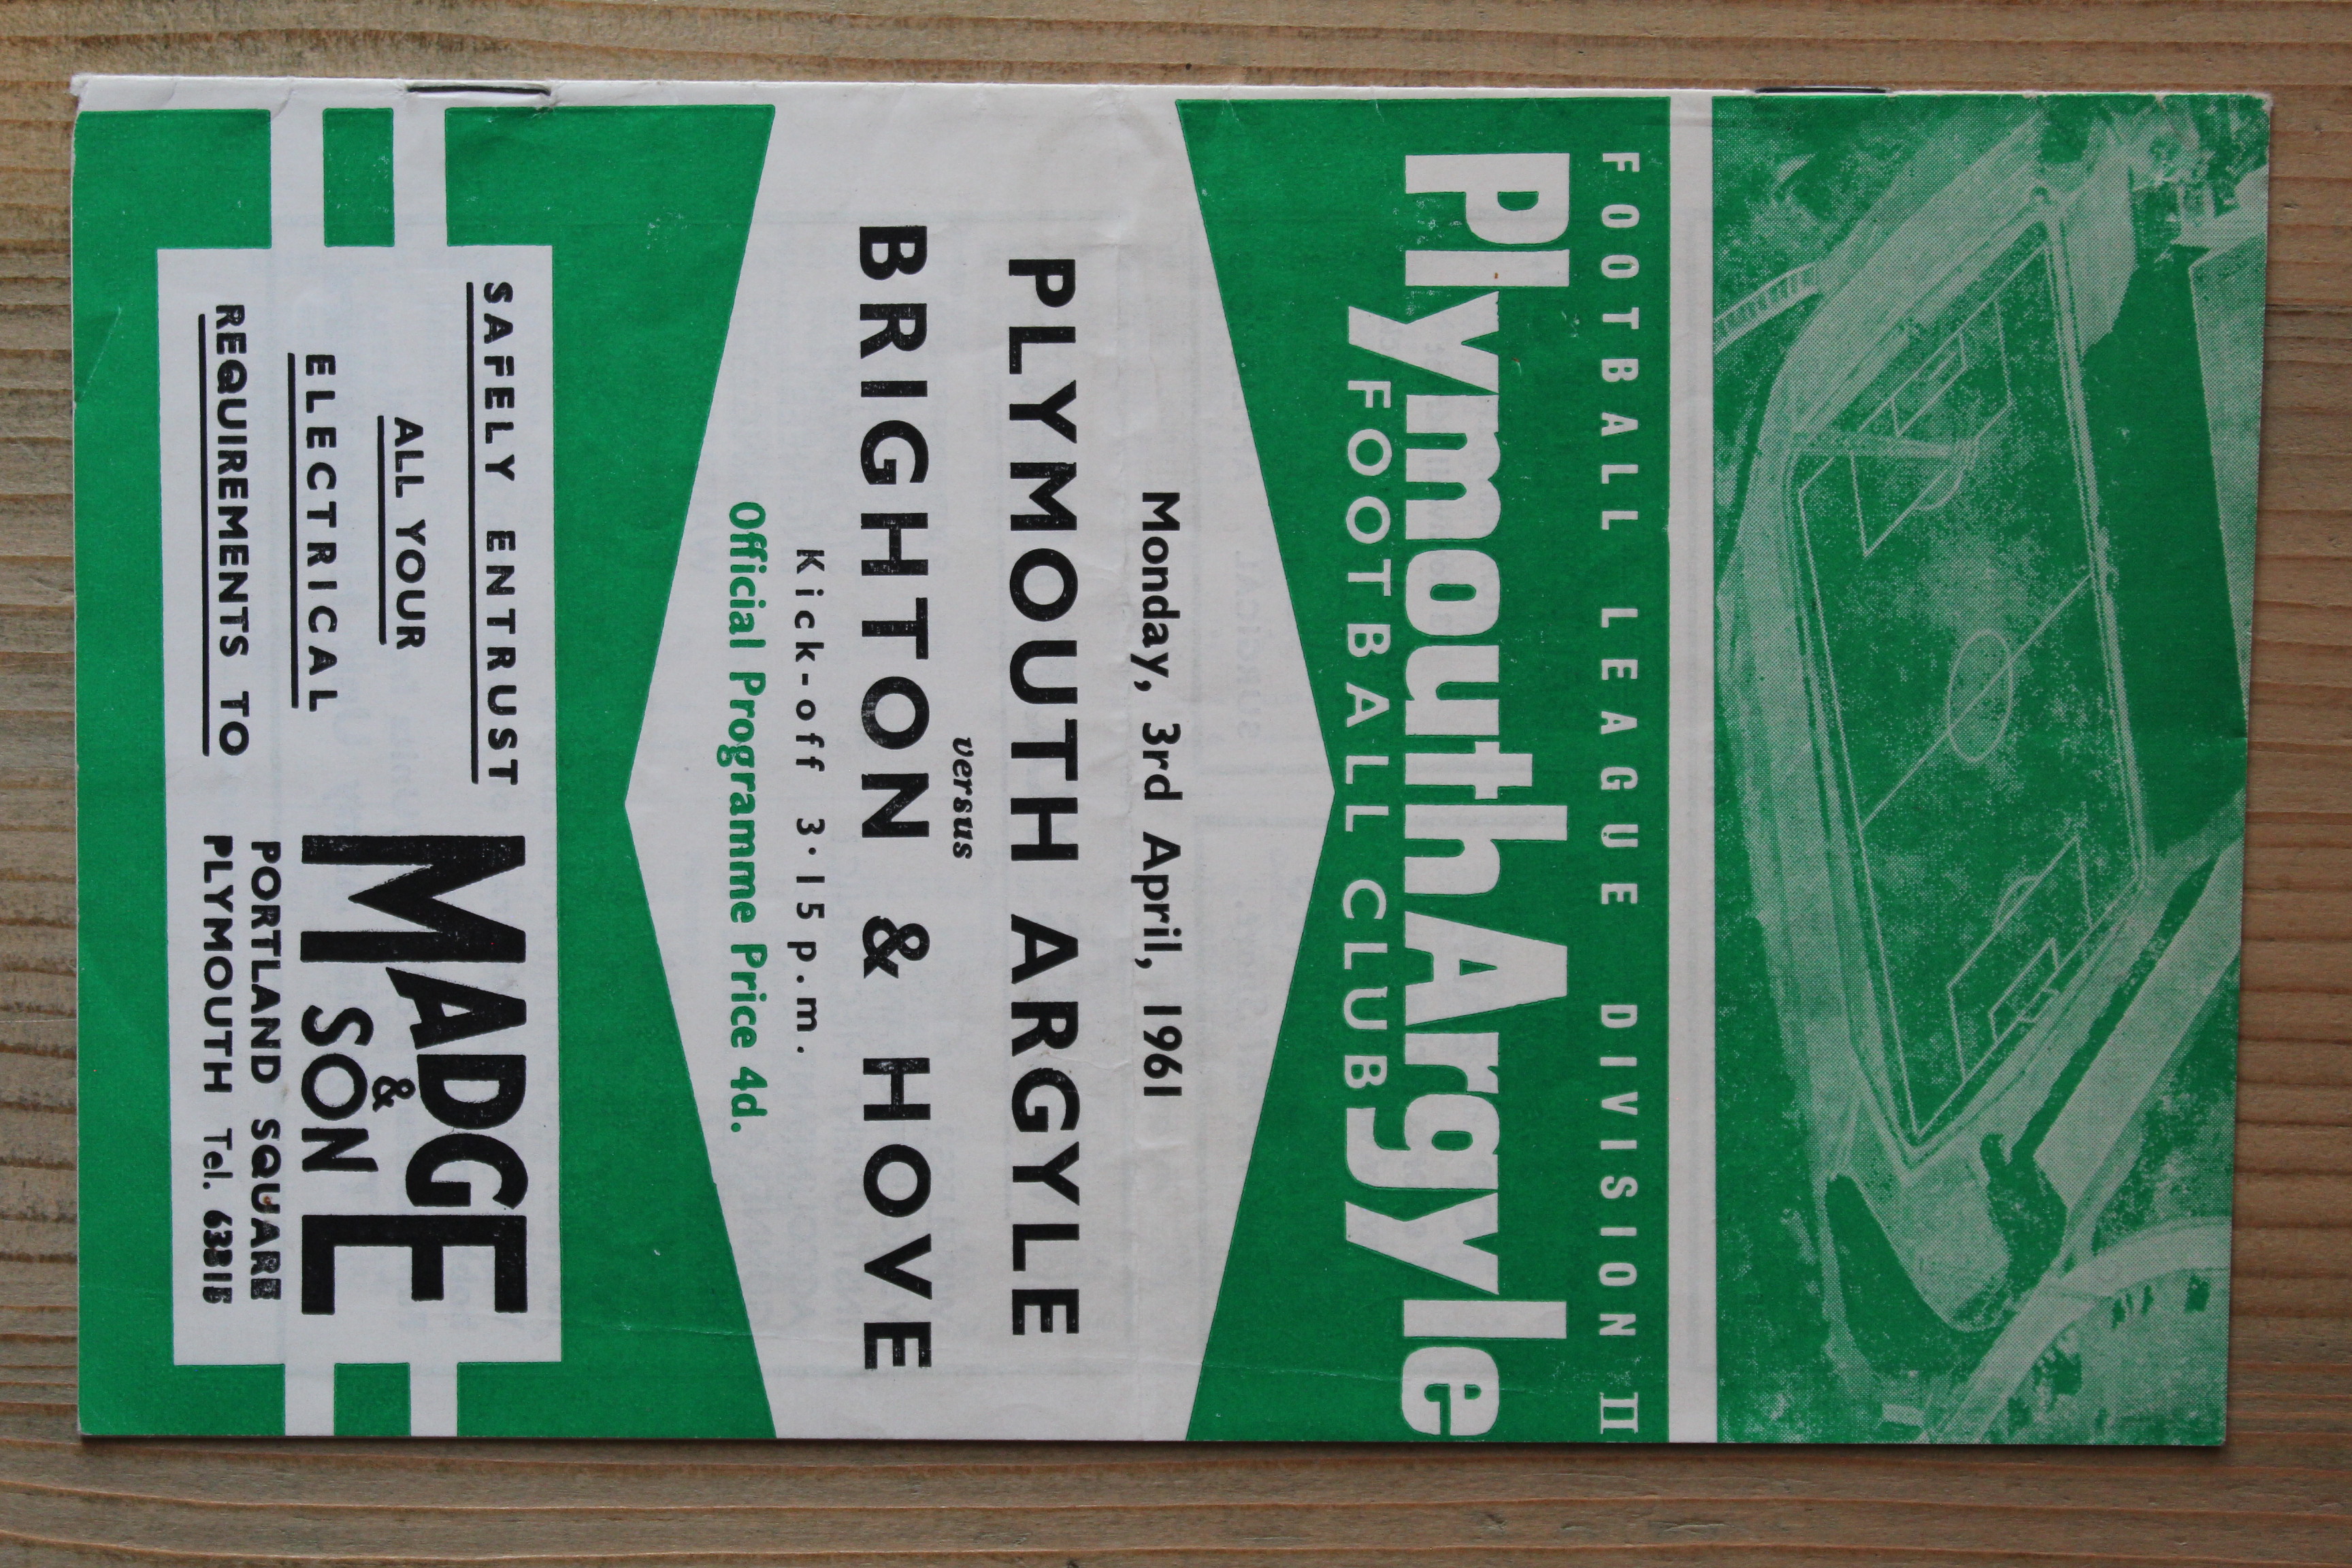 FOOTBALL LEAGUE DIVISION II
Plymouth Argyle
FOOTBALL CLUB
Monday, 3rd April, 1961
PLYMOUTH ARGYLE
versus
BRIGHTON & HOVE
Kick-off 3·15 p.m.
Official Programme Price 4d.
SAFELY ENTRUST
ALL YOUR
ELECTRICAL
REQUIREMENTS TO
MADGE
& SON
PORTLAND SQUARE
PLYMOUTH Tel.